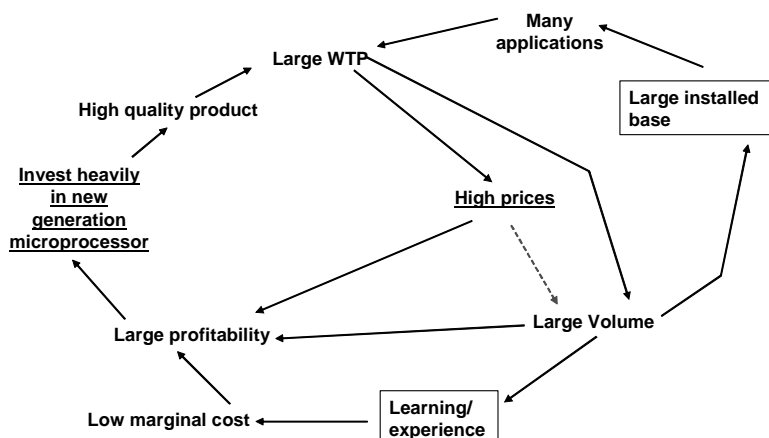 Many
applications
Large WTP
Large installed
base
High quality product
Invest heavily
in new
generation
microprocessor
High prices
Large Volume
Large profitability
Low marginal cost
Learning/
experience